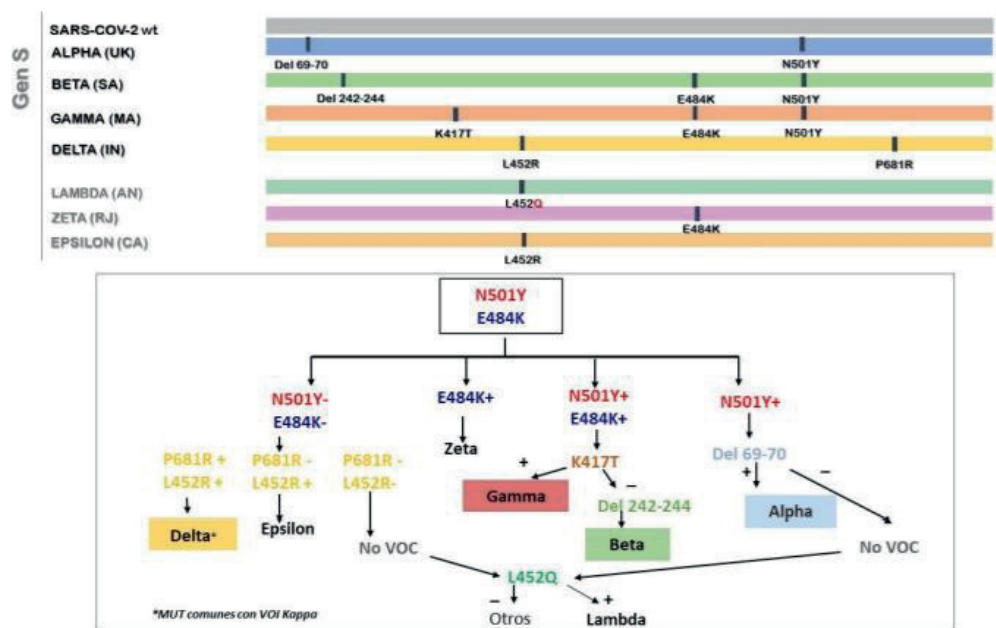 Gen S
SARS-COV-2 wt
ALPHA (UK)
Del 69-70
N501Y
BETA (SA)
Del 242-244
E484K
N501Y
GAMMA (MA)
K417T
E484K
N501Y
DELTA (IN)
L452R
P681R
LAMBDA (AN)
L452Q
ZETA (RJ)
E484K
EPSILON (CA)
L452R
N501Y
E484K
N501Y-
E484K-
E484K+
N501Y+
E484K+
N501Y+
P681R +
L452R +
P681R -
L452R +
P681R -
L452R-
Zeta
+
K417T
−
Del 69-70
+
−
Gamma
Del 242-244
Alpha
Delta*
Epsilon
No VOC
Beta
No VOC
L452Q
−
+
*MUT comunes con VOI Kappa
Otros
Lambda